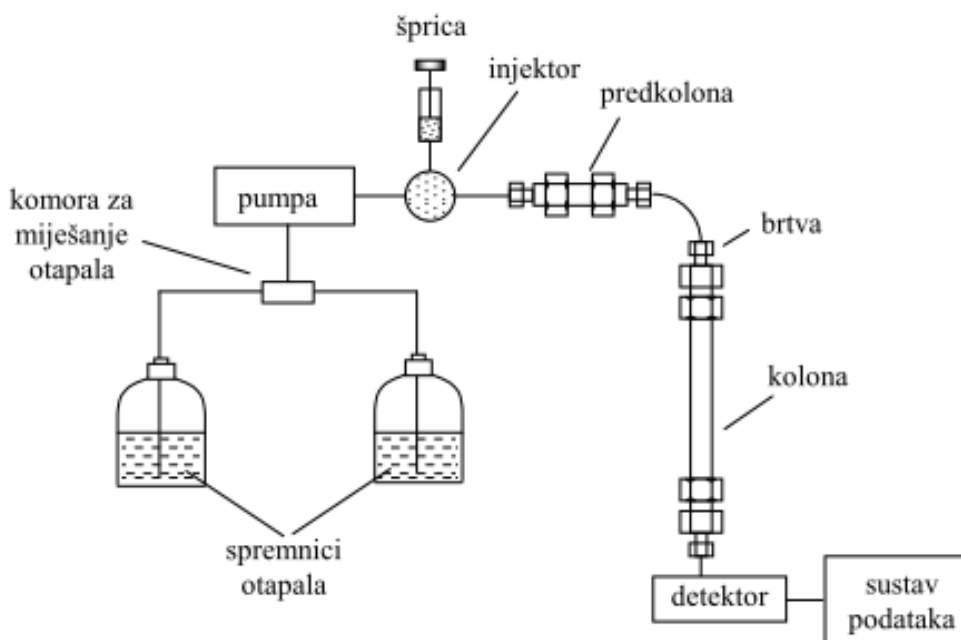 šprica
injektor
predkolona
pumpa
komora za
miješanje
otapala
brtva
kolona
spremnici
otapala
detektor
sustav
podataka